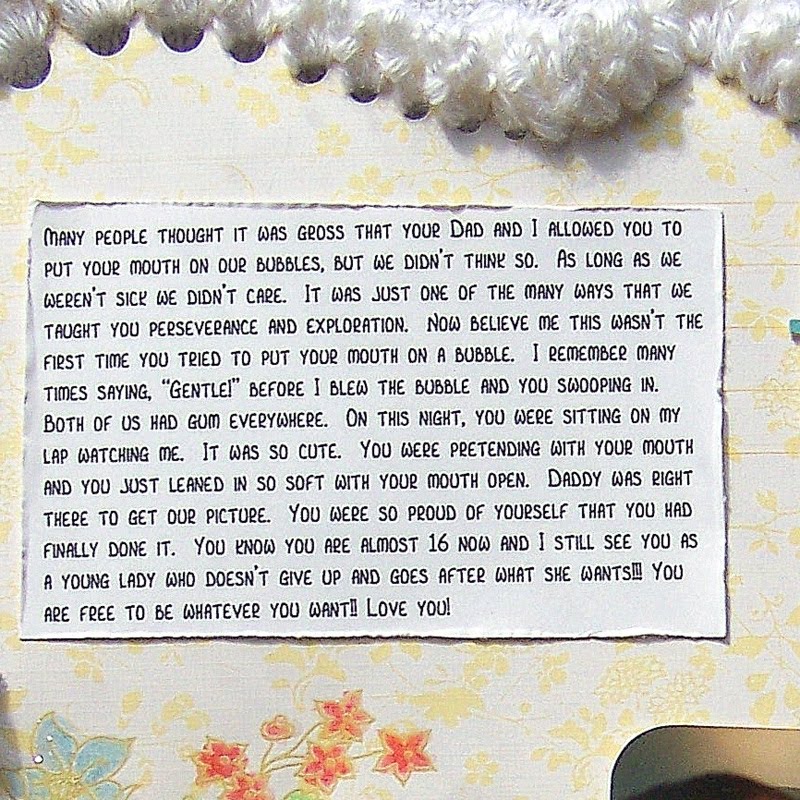 Many people thought it was gross that your Dad and I allowed you to
put your mouth on our bubbles, but we didn't think so. As long as we
weren't sick we didn't care. It was just one of the many ways that we
taught you perseverance and exploration. Now believe me this wasn't the
first time you tried to put your mouth on a bubble. I remember many
times saying, "Gentle!" before I blew the bubble and you swooping in.
Both of us had gum everywhere. On this night, you were sitting on my
lap watching me. It was so cute. You were pretending with your mouth
and you just leaned in so soft with your mouth open. Daddy was right
there to get our picture. You were so proud of yourself that you had
finally done it. You know you are almost 16 now and I still see you as
a young lady who doesn't give up and goes after what she wants!!! You
are free to be whatever you want!! Love you!